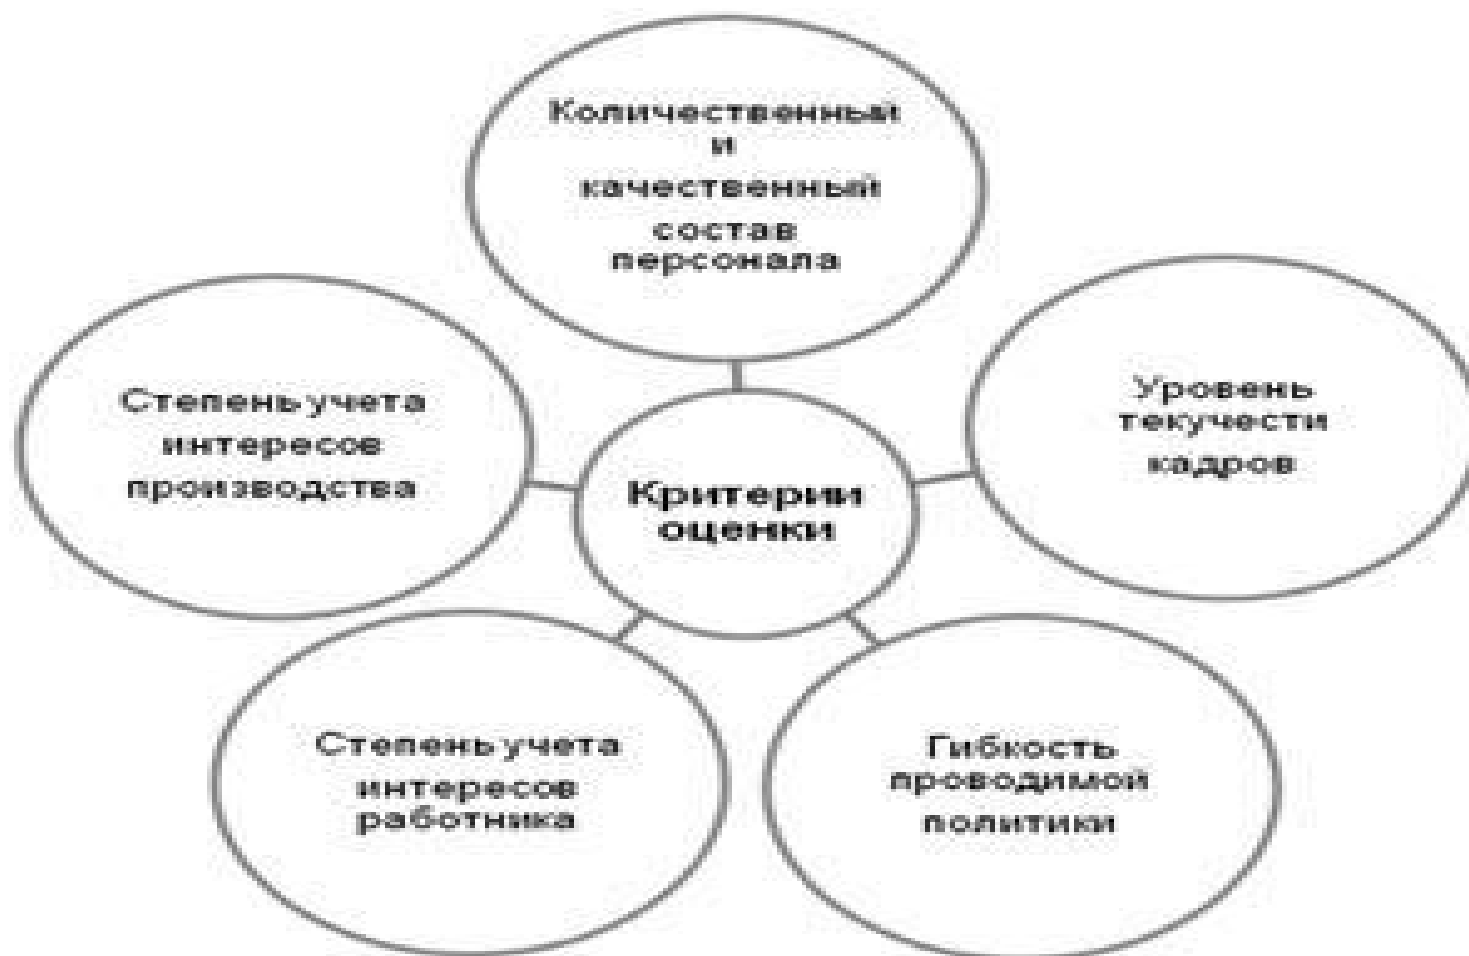 Количественный
и
качественный
состав
персонала
Степень учета
интересов
производства
Уровень
текучести
кадров
Критерии
оценки
Степень учета
интересов
работника
Гибкость
проводимой
политики